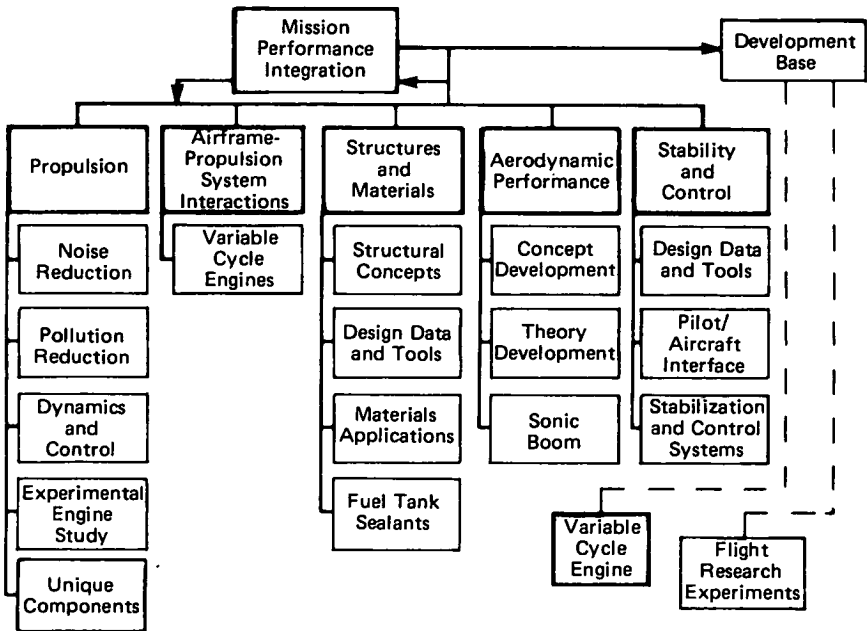 Mission
Performance
Integration
Development
Base
Propulsion
Airframe-
Propulsion
System
Interactions
Structures
and
Materials
Aerodynamic
Performance
Stability
and
Control
Noise
Reduction
Pollution
Reduction
Dynamics
and
Control
Experimental
Engine
Study
Unique
Components
Variable
Cycle
Engines
Structural
Concepts
Design Data
and Tools
Materials
Applications
Fuel Tank
Sealants
Concept
Development
Theory
Development
Sonic
Boom
Design Data
and Tools
Pilot/
Aircraft
Interface
Stabilization
and Control
Systems
Variable
Cycle
Engine
Flight
Research
Experiments